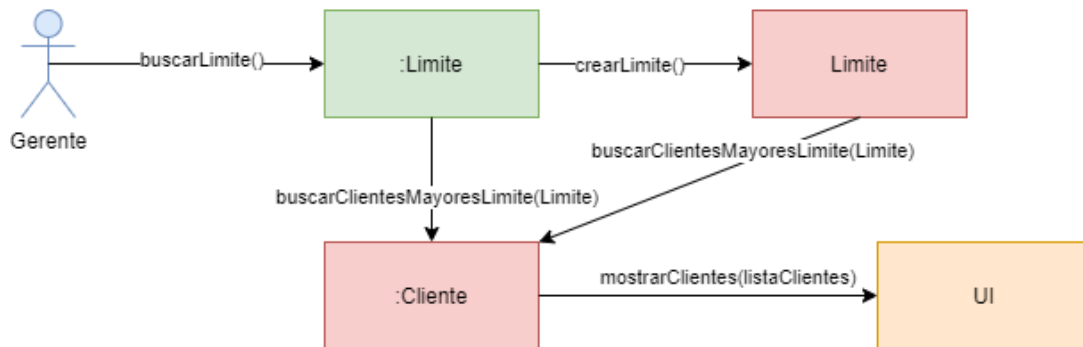 buscarLimite()
:Limite
crearLimite()
Limite
Gerente
buscarClientesMayoresLimite(Limite)
buscarClientesMayoresLimite(Limite)
:Cliente
mostrarClientes(listaClientes)
UI